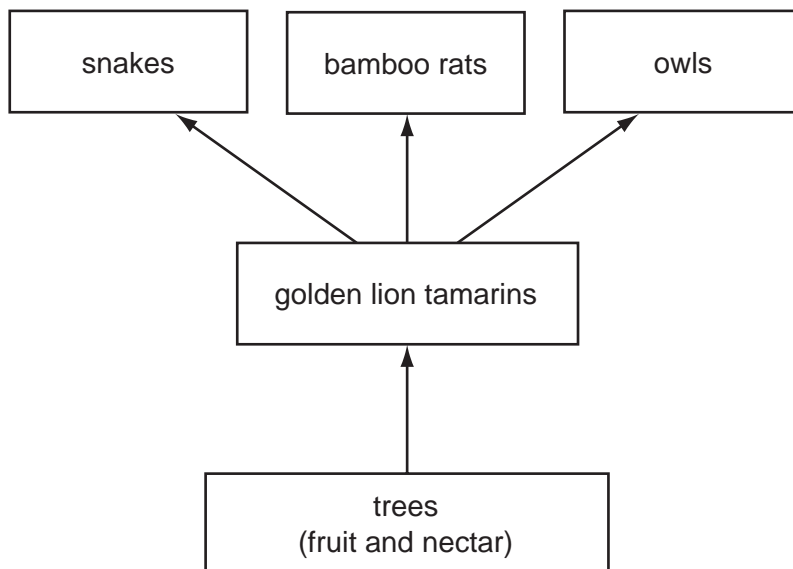 snakes
bamboo rats
owls
golden lion tamarins
trees
(fruit and nectar)